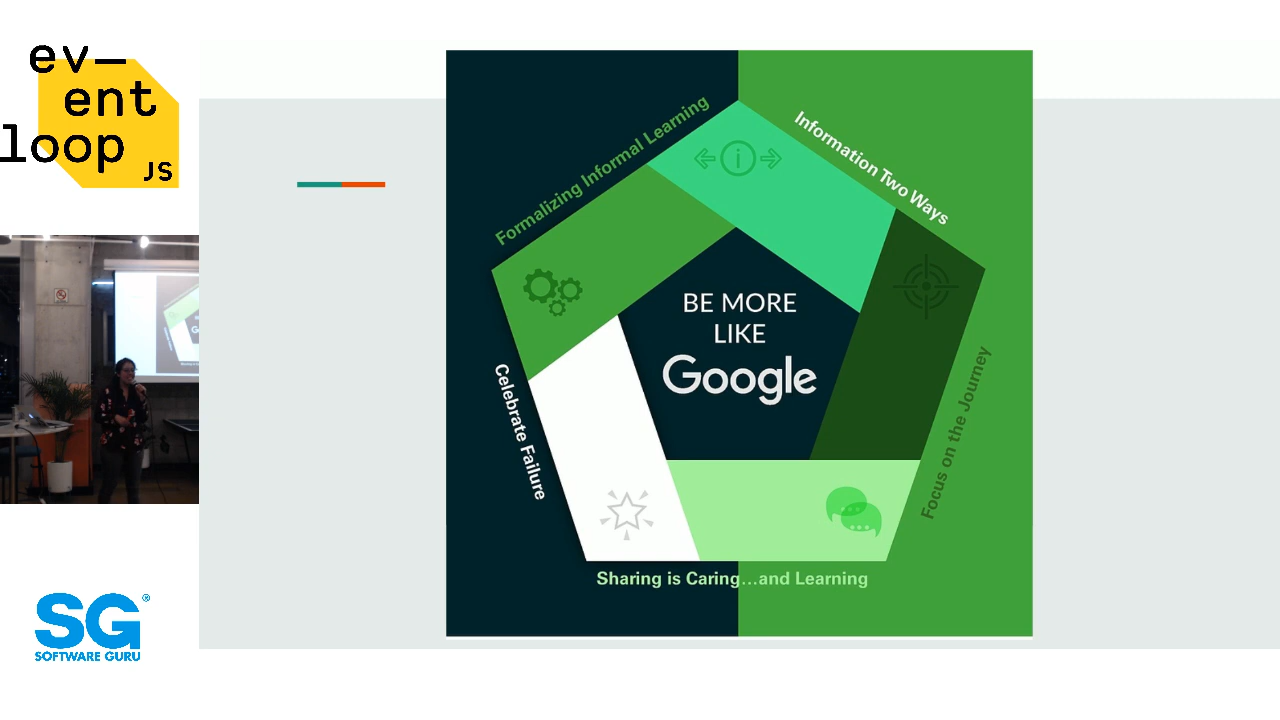 ev—
ent
loop
JS
Formalizing Informal Learning
Information Two Ways
BE MORE
LIKE
Google
Celebrate Failure
Focus on the Journey
Sharing is Caring...and Learning
SG®
SOFTWARE GURU